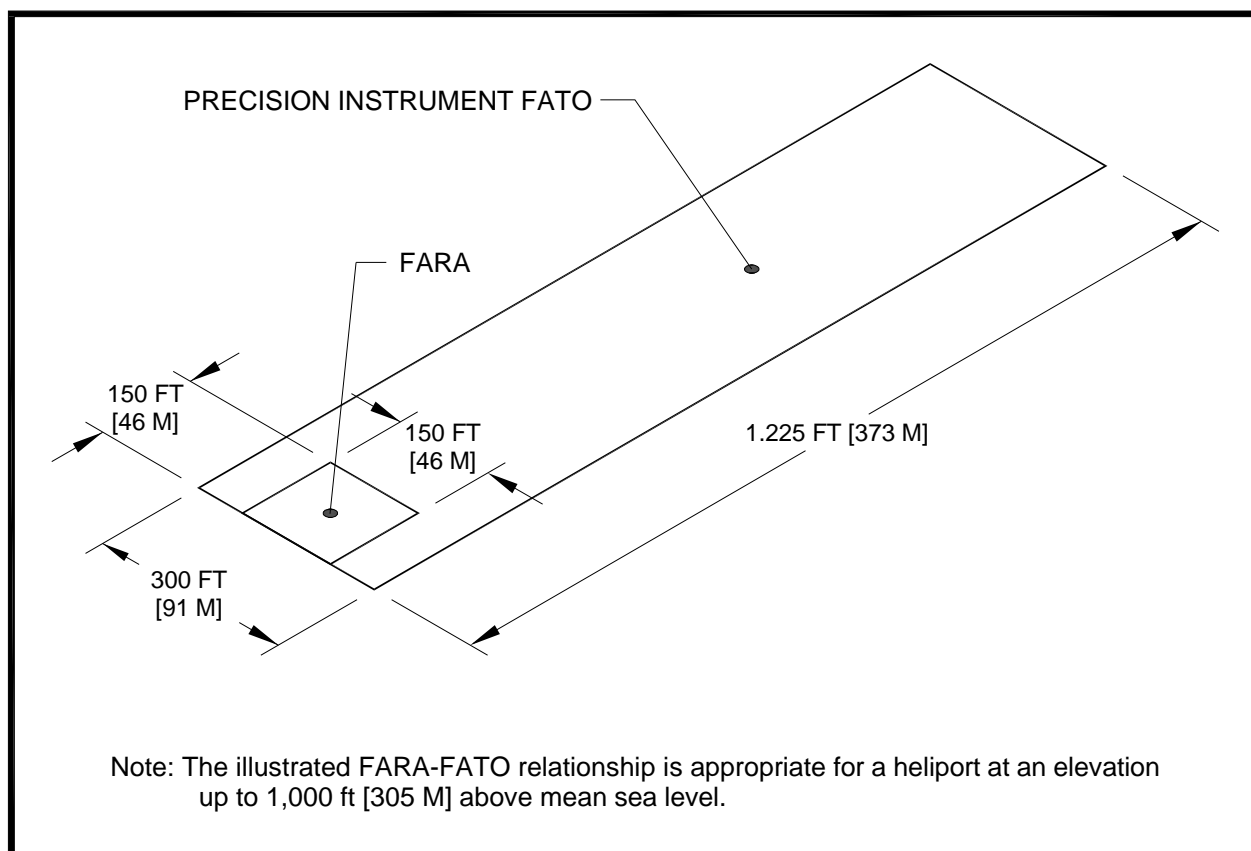 PRECISION INSTRUMENT FATO
FARA
150 FT
[46 M]
150 FT
[46 M]
1.225 FT [373 M]
300 FT
[91 M]
Note: The illustrated FARA-FATO relationship is appropriate for a heliport at an elevation
up to 1,000 ft [305 M] above mean sea level.